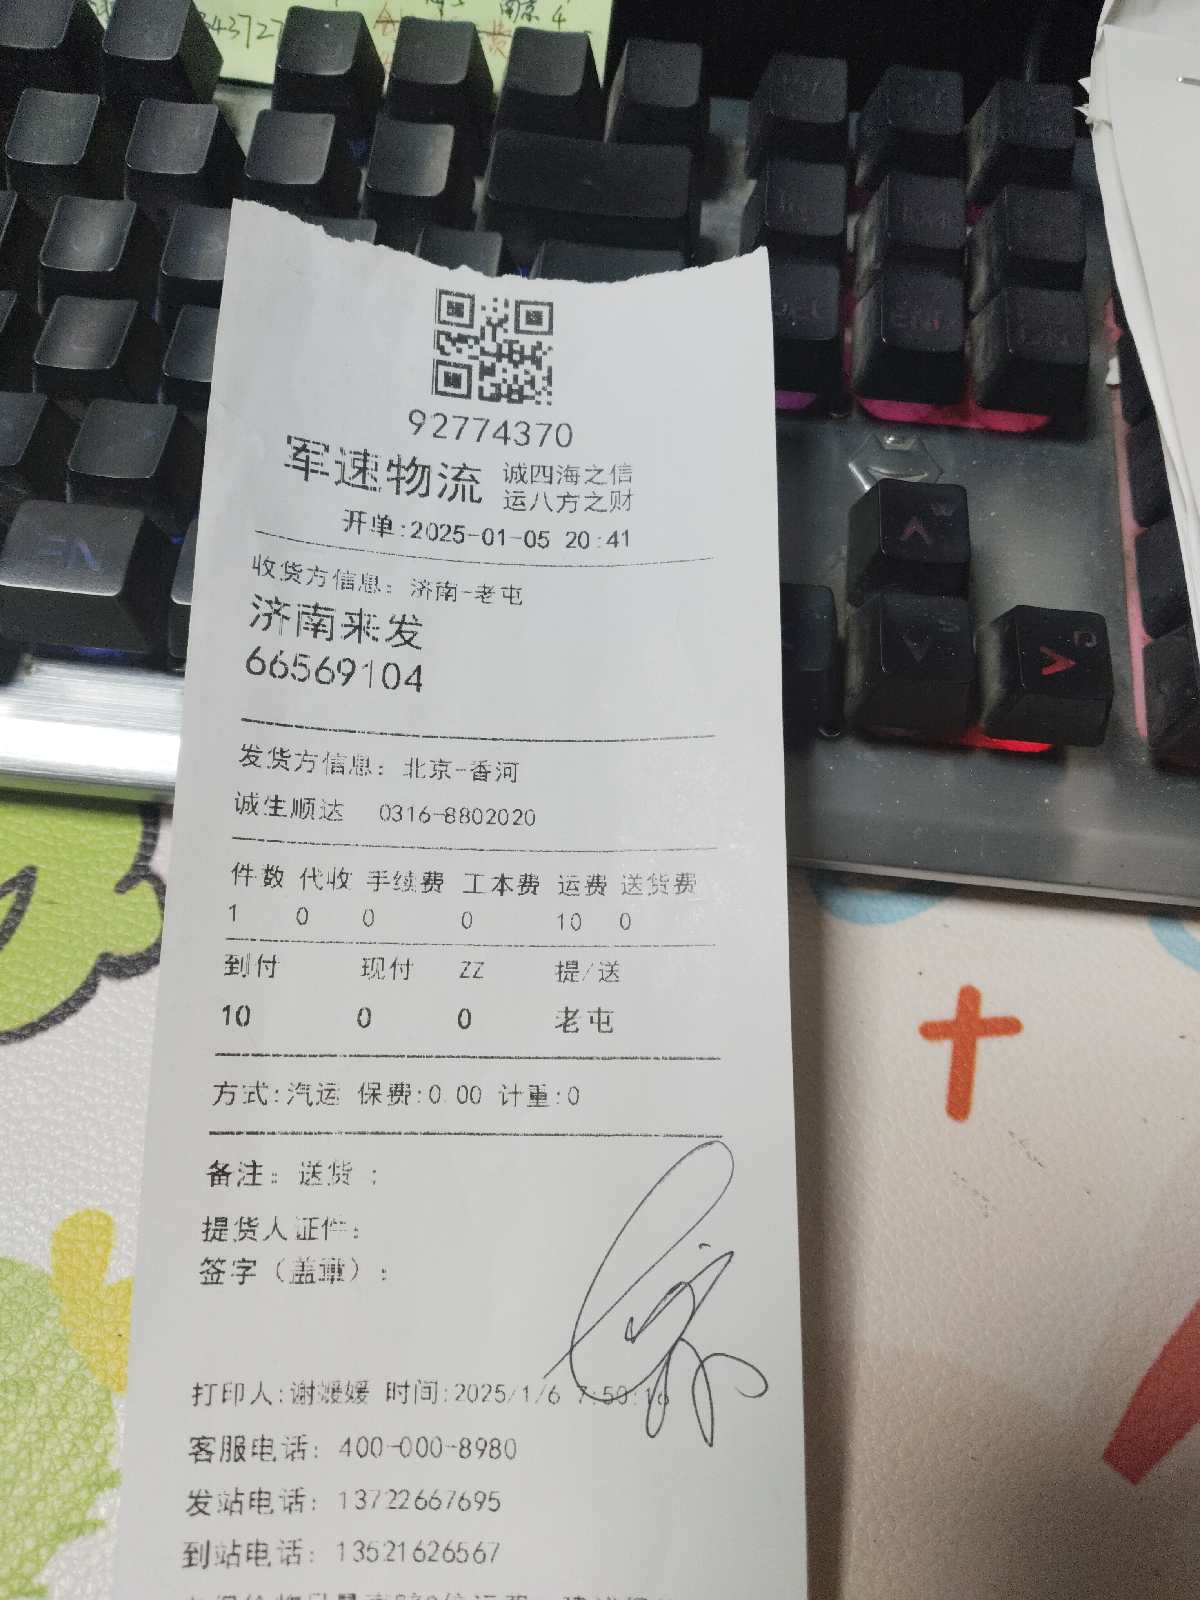 343727
南京 4
92774370
军速物流 诚四海之信
运八方之财
开单:2025-01-05 20:41
收货方信息: 济南-老屯
济南来发
66569104
发货方信息: 北京-香河
诚生顺达 0316-8802020
件数 代收 手续费 工本费 运费 送货费
1 0 0 0 10 0
到付 现付 ZZ 提/送
10 0 0 老屯
方式:汽运 保费:0.00 计重:0
备注: 送货 ;
提货人证件:
签字(盖章):
打印人:谢媛媛 时间:2025/1/6 7:50:16
客服电话: 400-000-8980
发站电话: 13722667695
到站电话: 13521626567